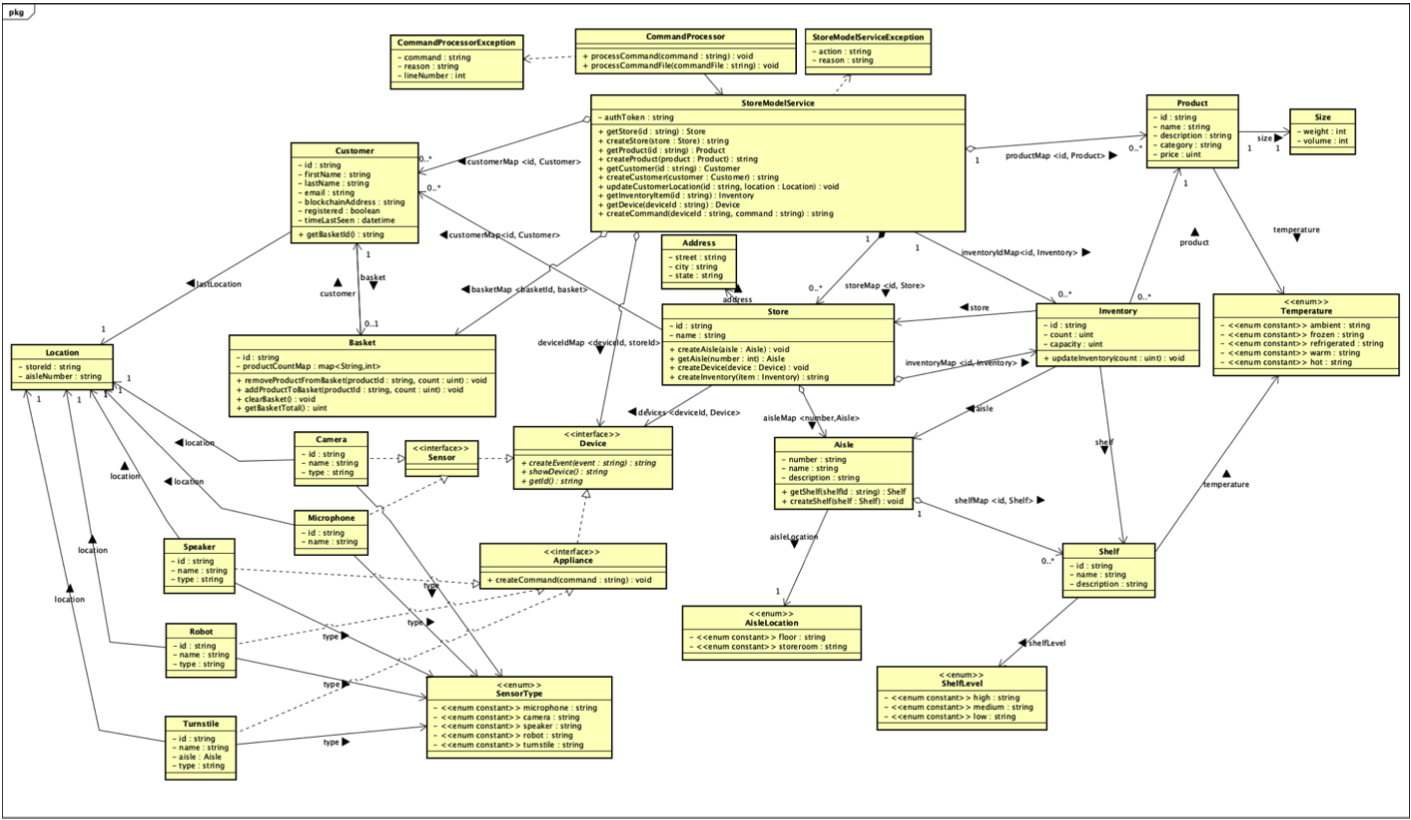 pkg
CommandProcessorException
- command : string
- reason : string
- lineNumber : int
CommandProcessor
+ processCommand(command : string) : void
+ processCommandFile(commandFile : string) : void
StoreModelServiceException
- action : string
- reason : string
StoreModelService
- authToken : string
+ getStore(id : string) : Store
+ createStore(store : Store) : string
+ getProduct(id : string) : Product
+ createProduct(product : Product) : string
+ getCustomer(id : string) : Customer
+ createCustomer(customer : Customer) : string
+ updateCustomerLocation(id : string, location : Location) : void
+ getInventoryItem(id : string) : Inventory
+ getDevice(deviceId : string) : Device
+ createCommand(deviceId : string, command : string) : string
Product
- id : string
- name : string
- description : string
- category : string
- price : uint
Size
- weight : int
- volume : int
size ▶
1
1
1
productMap <id, Product> ▶
0..*
Customer
- id : string
- firstName : string
- lastName : string
- email : string
- blockchainAddress : string
- registered : boolean
- timeLastSeen : datetime
+ getBasketId() : string
0..*
◀customerMap <id, Customer>
0..*
◀customerMap<id, Customer>
Address
- street : string
- city : string
- state : string
▲
address
1
0..*
storeMap <id, Store>
▼
1
inventoryIdMap<id, Inventory> ▶
0..*
1
▲
product
0..*
temperature
▼
◀lastLocation
1
1
▲
customer
basket
▼
0..1
◀basketMap <basketId, basket>
deviceIdMap <deviceId, storeId>
▼
Location
- storeId : string
- aisleNumber : string
Basket
- id : string
- productCountMap : map<String,int>
+ removeProductFromBasket(productId : string, count : uint) : void
+ addProductToBasket(productId : string, count : uint) : void
+ clearBasket() : void
+ getBasketTotal() : uint
Store
- id : string
- name : string
+ createAisle(aisle : Aisle) : void
+ getAisle(number : int) : Aisle
+ createDevice(device : Device) : void
+ createInventory(item : Inventory) : string
◀store
inventoryMap <id, Inventory> ▶
Inventory
- id : string
- count : uint
- capacity : uint
+ updateInventory(count : uint) : void
<<enum>>
Temperature
- <<enum constant>> ambient : string
- <<enum constant>> frozen : string
- <<enum constant>> refrigerated : string
- <<enum constant>> warm : string
- <<enum constant>> hot : string
1
1
1
1
1
1
◀devices <deviceId, Device>
aisleMap <number,Aisle>
▼
◀aisle
shelf
▼
▲
temperature
◀location
▲
location
◀location
▲
location
▲
location
Camera
- id : string
- name : string
- type : string
<<interface>>
Sensor
<<interface>>
Device
+ createEvent(event : string) : string
+ showDevice() : string
+ getId() : string
Aisle
- number : string
- name : string
- description : string
+ getShelf(shelfId : string) : Shelf
+ createShelf(shelf : Shelf) : void
1
shelfMap <id, Shelf> ▶
0..*
Microphone
- id : string
- name : string
Speaker
- id : string
- name : string
- type : string
<<interface>>
Appliance
+ createCommand(command : string) : void
aisleLocation
▼
1
Shelf
- id : string
- name : string
- description : string
type
▼
type ▶
type ▶
type ▶
type ▶
<<enum>>
AisleLocation
- <<enum constant>> floor : string
- <<enum constant>> storeroom : string
◀shelfLevel
Robot
- id : string
- name : string
- type : string
<<enum>>
SensorType
- <<enum constant>> microphone : string
- <<enum constant>> camera : string
- <<enum constant>> speaker : string
- <<enum constant>> robot : string
- <<enum constant>> turnstile : string
<<enum>>
ShelfLevel
- <<enum constant>> high : string
- <<enum constant>> medium : string
- <<enum constant>> low : string
Turnstile
- id : string
- name : string
- aisle : Aisle
- type : string